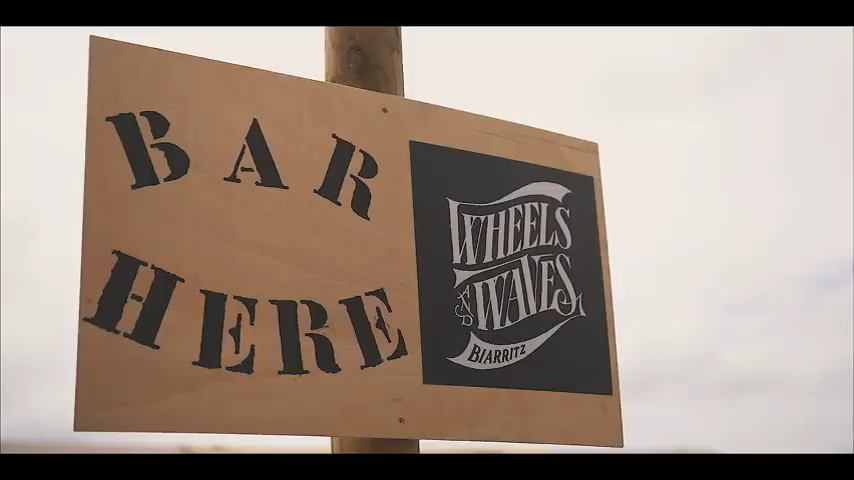 BAR
HERE
WHEELS
AND
WAVES
BIARRITZ